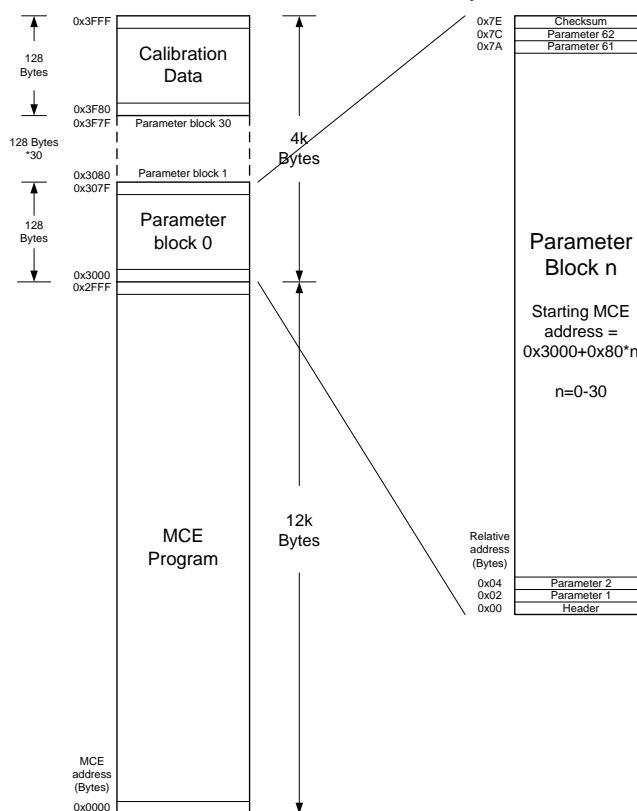 0x3FFF
128
Bytes
Calibration
Data
0x3F80
0x3F7F
Parameter block 30
128 Bytes
*30
4k
Bytes
0x3080
Parameter block 1
0x307F
128
Bytes
Parameter
block 0
0x3000
0x2FFF
12k
Bytes
MCE
Program
MCE
address
(Bytes)
0x0000
0x7E
Checksum
0x7C
Parameter 62
0x7A
Parameter 61
Parameter
Block n
Starting MCE
address =
0x3000+0x80*n
n=0-30
Relative
address
(Bytes)
0x04
Parameter 2
0x02
Parameter 1
0x00
Header